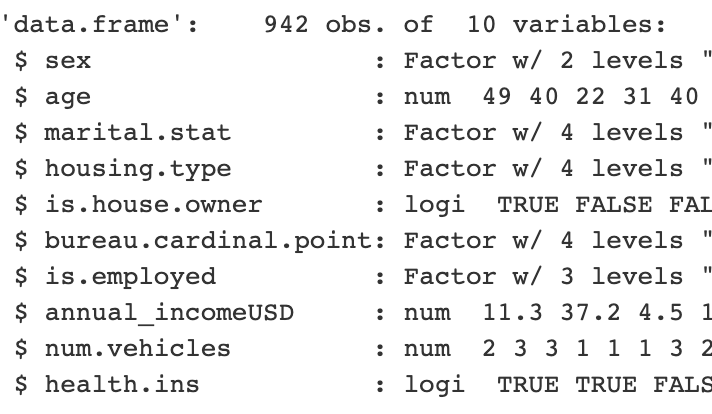 'data.frame':    942 obs. of  10 variables:
 $ sex                  : Factor w/ 2 levels "
 $ age                  : num  49 40 22 31 40
 $ marital.stat         : Factor w/ 4 levels "
 $ housing.type         : Factor w/ 4 levels "
 $ is.house.owner       : logi  TRUE FALSE FAL
 $ bureau.cardinal.point: Factor w/ 4 levels "
 $ is.employed          : Factor w/ 3 levels "
 $ annual_incomeUSD     : num  11.3 37.2 4.5 1
 $ num.vehicles         : num  2 3 3 1 1 1 3 2
 $ health.ins           : logi  TRUE TRUE FALS